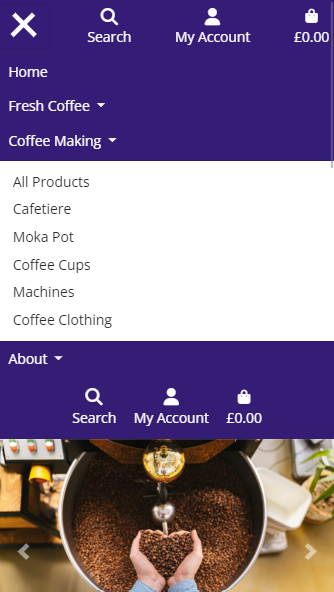 Search My Account £0.00
Home
Fresh Coffee
Coffee Making
All Products
Cafetiere
Moka Pot
Coffee Cups
Machines
Coffee Clothing
About
Search My Account £0.00